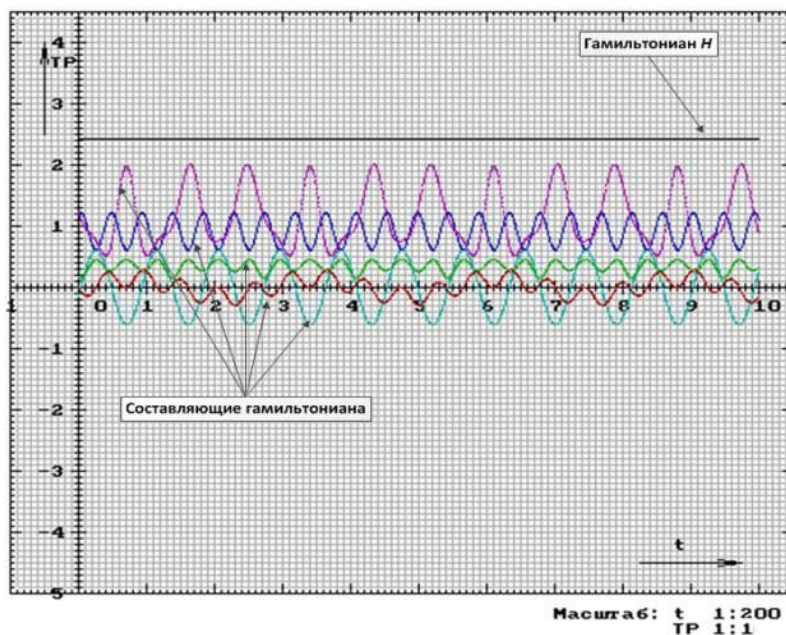 4
TP
Гамильтониан H
3
2
1
1 0 1 2 3 4 5 6 7 8 9 10
-1
Составляющие гамильтониана
-2
-3
-4
t
5
Масштаб: t 1:200
TP 1:1